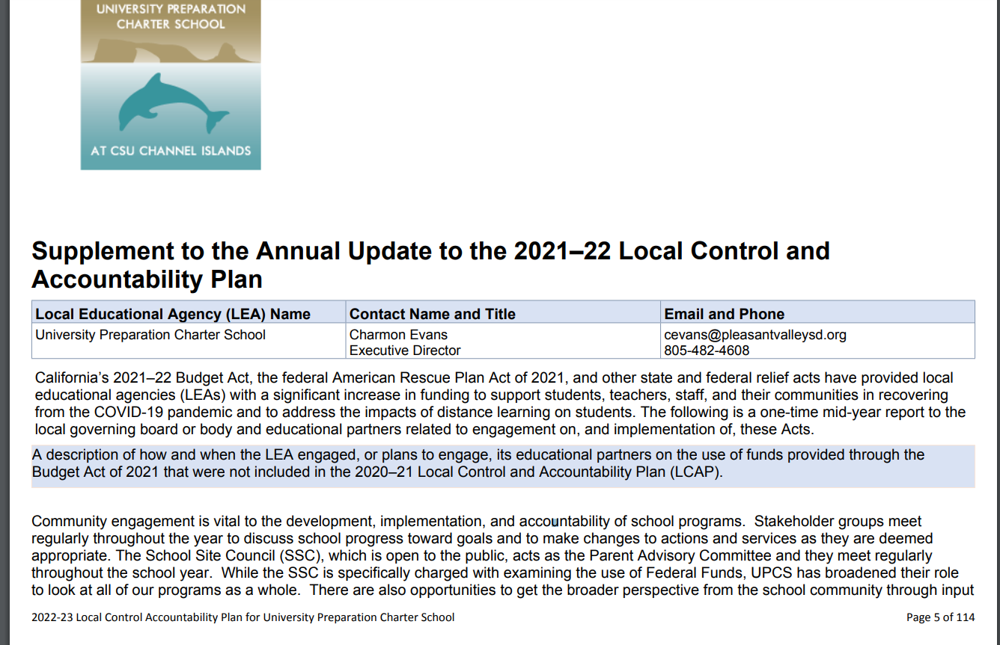 UNIVERSITY PREPARATION
CHARTER SCHOOL
AT CSU CHANNEL ISLANDS
Supplement to the Annual Update to the 2021–22 Local Control and
Accountability Plan
Local Educational Agency (LEA) Name
Contact Name and Title
Email and Phone
University Preparation Charter School
Charmon Evans
Executive Director
cevans@pleasantvalleysd.org
805-482-4608
California’s 2021–22 Budget Act, the federal American Rescue Plan Act of 2021, and other state and federal relief acts have provided local
educational agencies (LEAs) with a significant increase in funding to support students, teachers, staff, and their communities in recovering
from the COVID-19 pandemic and to address the impacts of distance learning on students. The following is a one-time mid-year report to the
local governing board or body and educational partners related to engagement on, and implementation of, these Acts.
A description of how and when the LEA engaged, or plans to engage, its educational partners on the use of funds provided through the
Budget Act of 2021 that were not included in the 2020–21 Local Control and Accountability Plan (LCAP).
Community engagement is vital to the development, implementation, and accountability of school programs.  Stakeholder groups meet
regularly throughout the year to discuss school progress toward goals and to make changes to actions and services as they are deemed
appropriate. The School Site Council (SSC), which is open to the public, acts as the Parent Advisory Committee and they meet regularly
throughout the school year.  While the SSC is specifically charged with examining the use of Federal Funds, UPCS has broadened their role
to look at all of our programs as a whole.  There are also opportunities to get the broader perspective from the school community through input
2022-23 Local Control Accountability Plan for University Preparation Charter School
Page 5 of 114